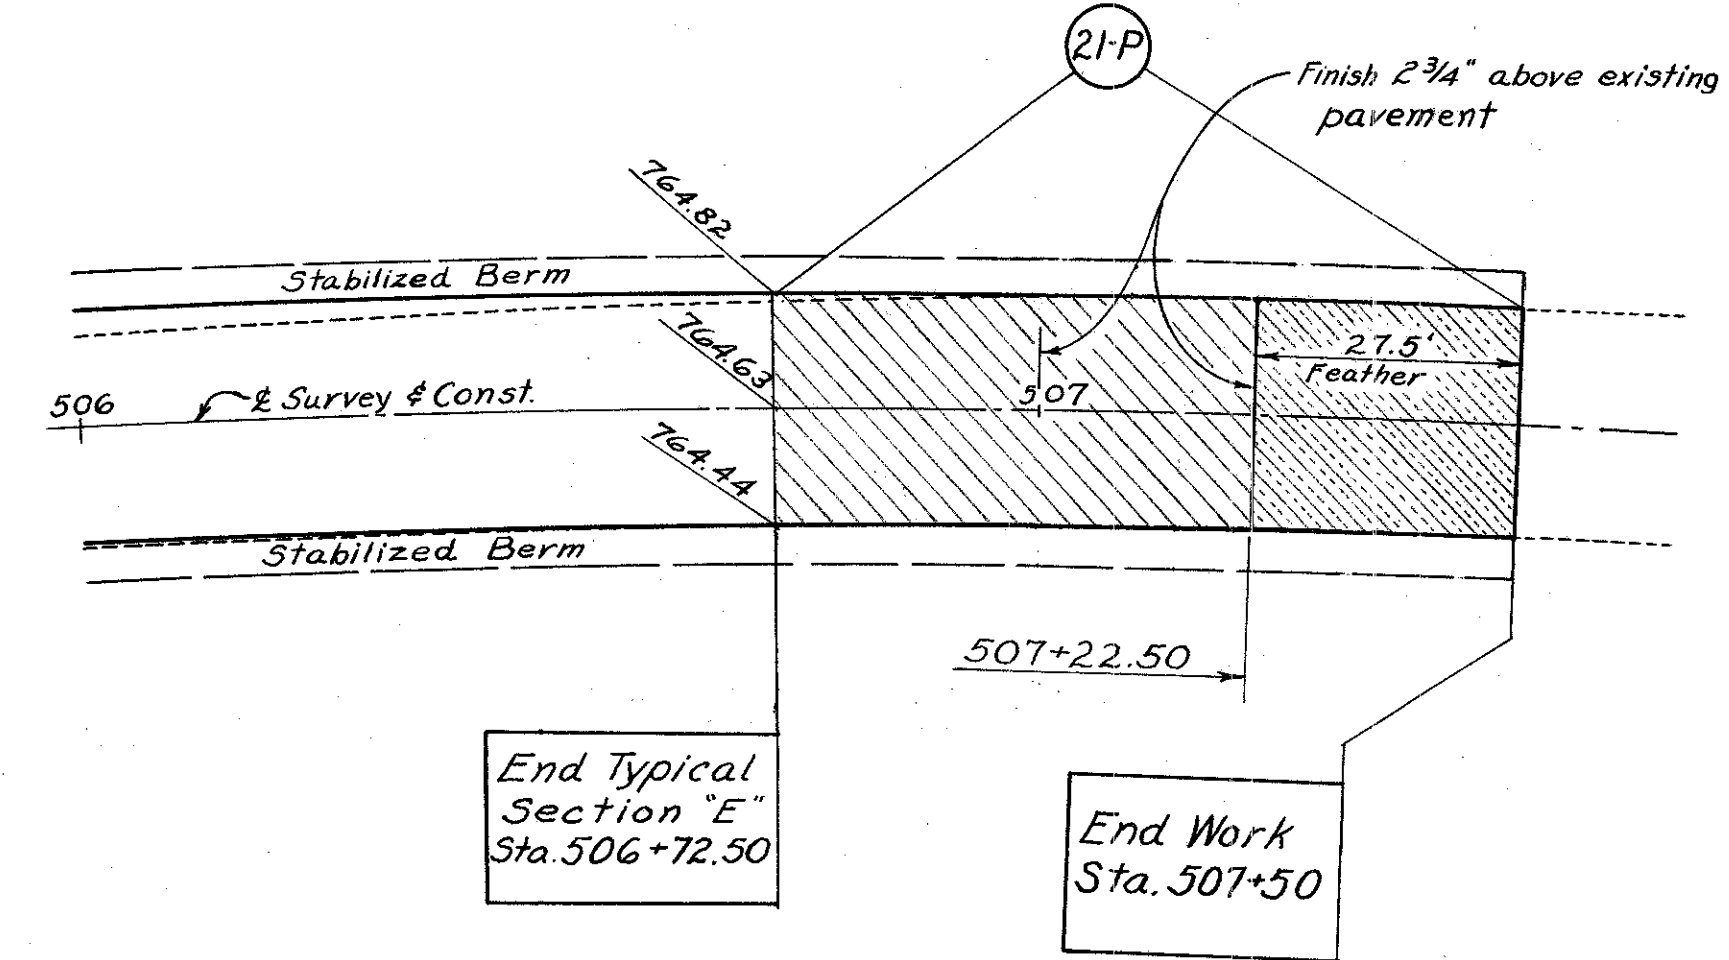 21-P
Finish 2 3/4" above existing
pavement
764.82
Stabilized Berm
764.63
27.5'
Feather
506
℄ Survey & Const.
507
764.44
Stabilized Berm
507+22.50
End Typical
Section "E"
Sta. 506+72.50
End Work
Sta. 507+50